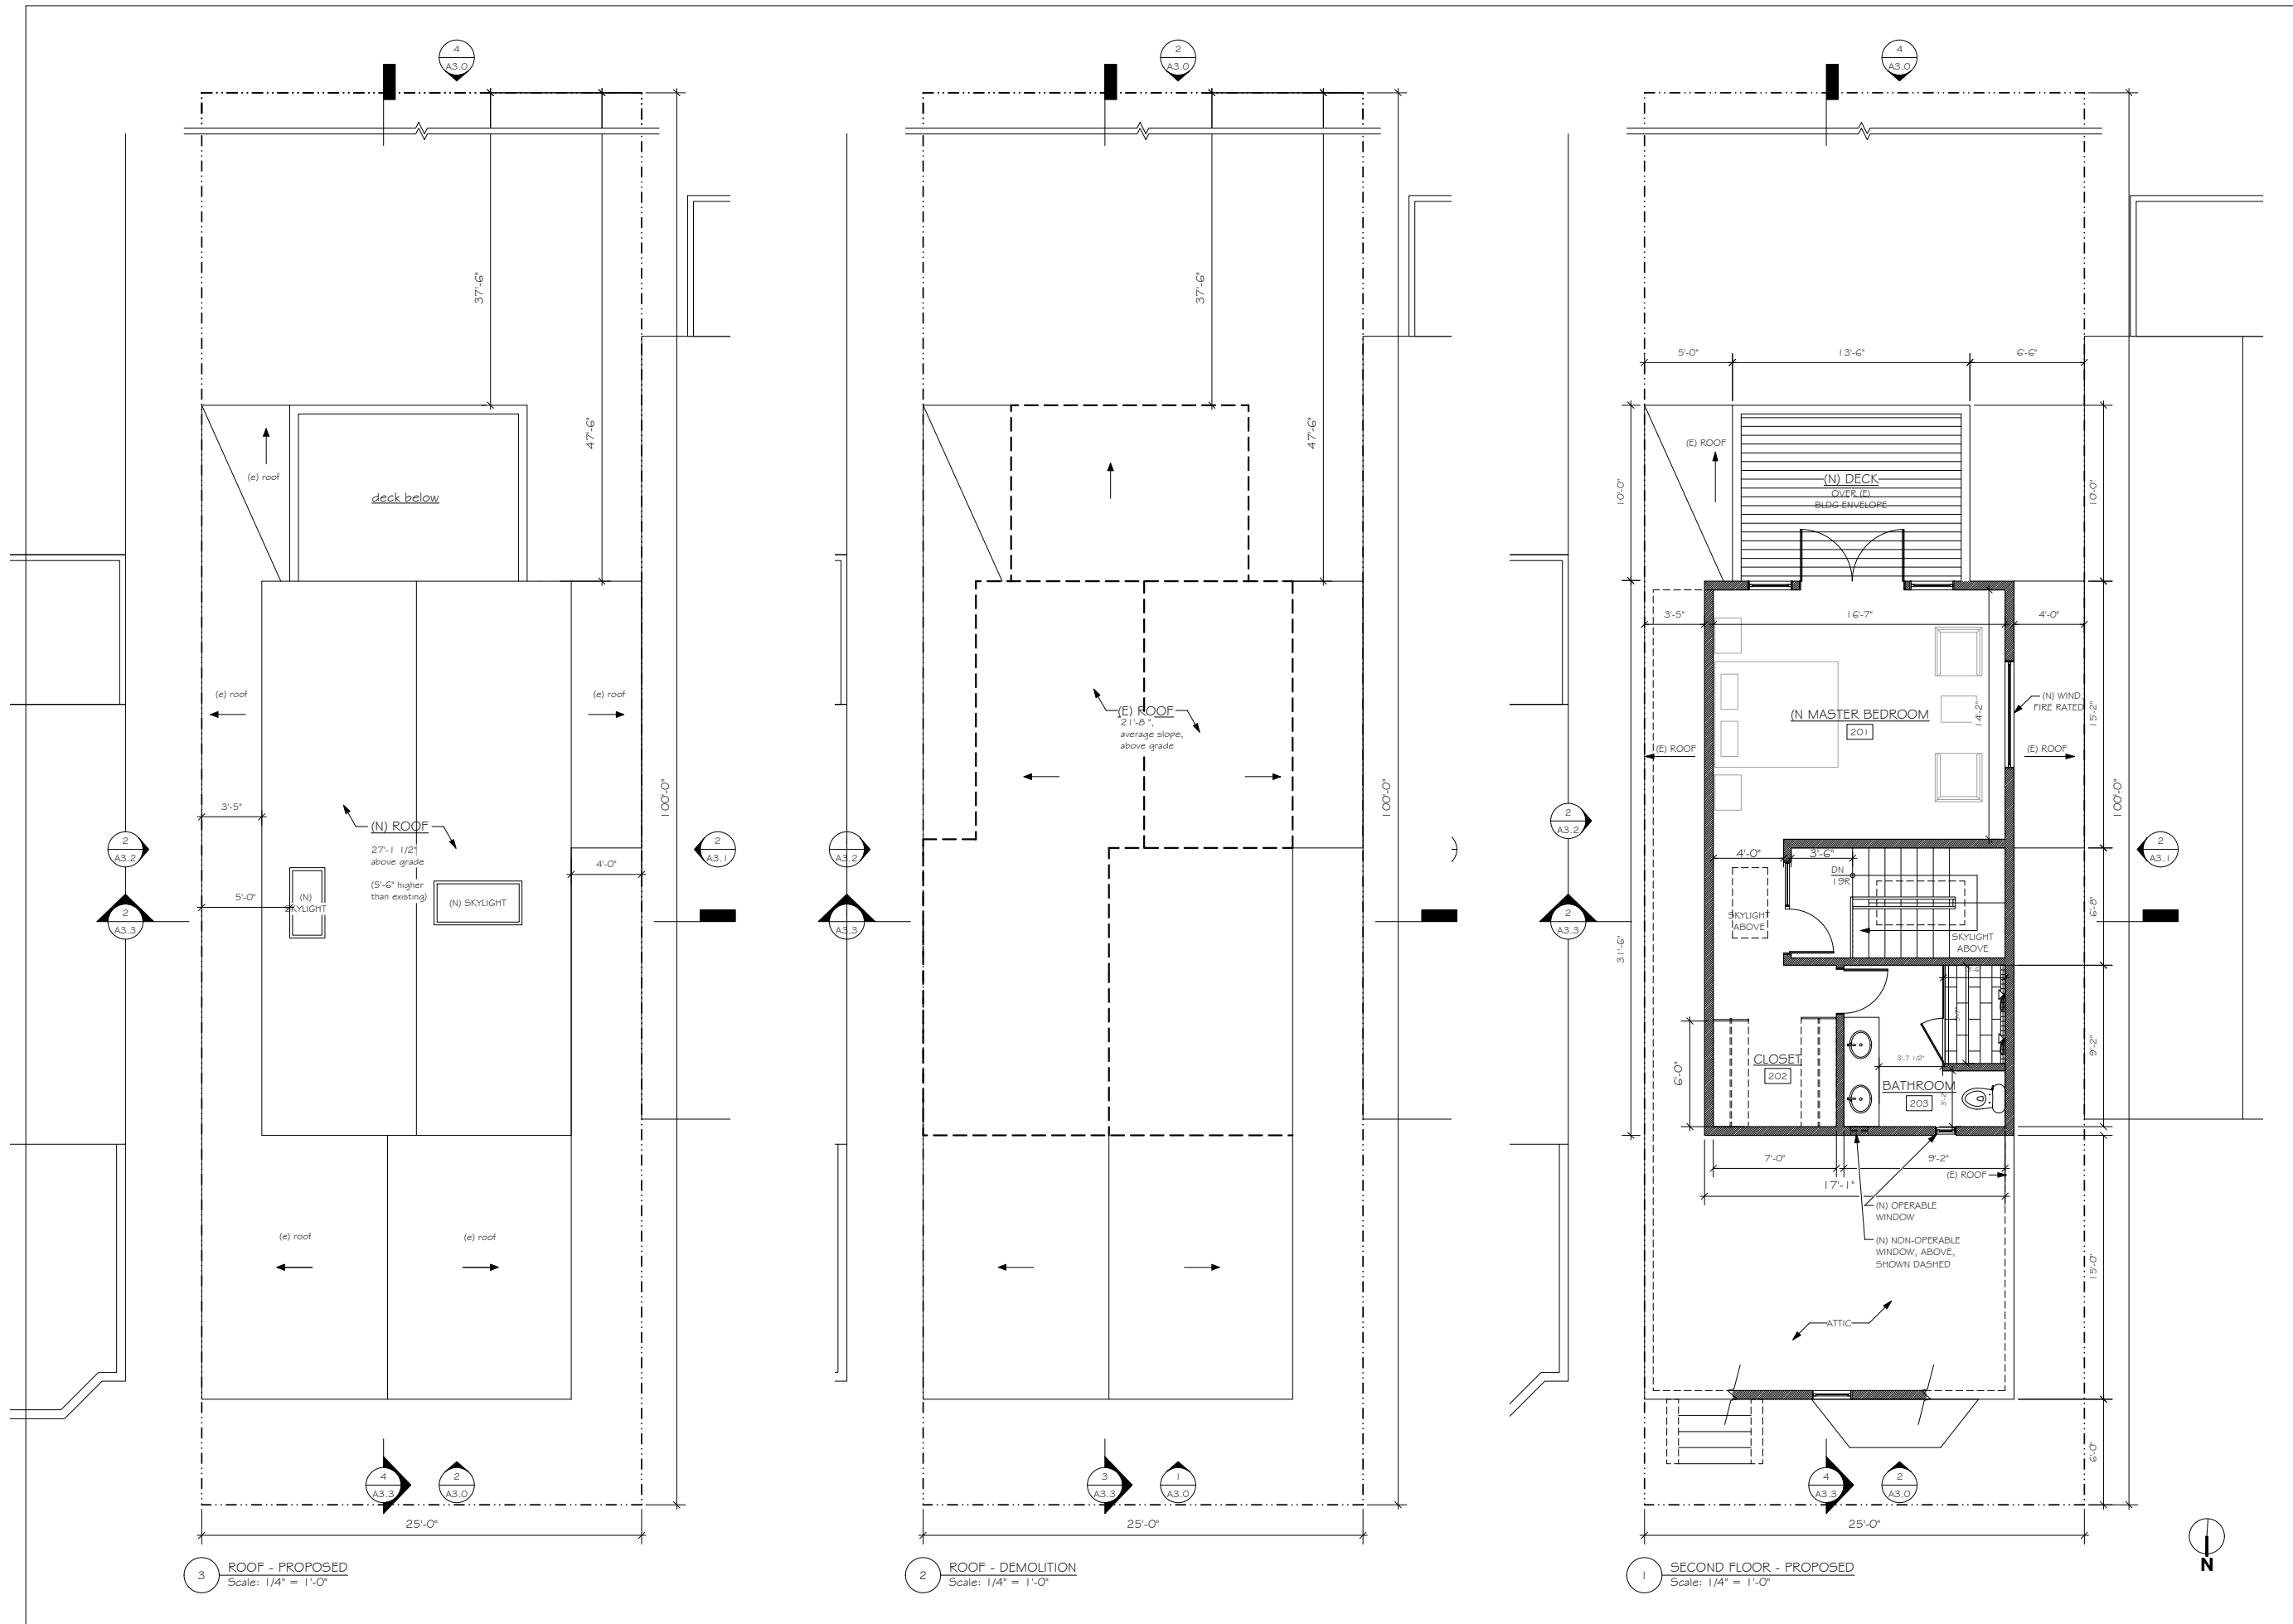 4
A3.0
37'-6"
47'-6"
(e) roof
deck below
(e) roof
(e) roof
3'-5"
(N) ROOF
27'-1 1/2"
above grade
(5'-6" higher
than existing)
100'-0"
2
A3.2
2
A3.1
4'-0"
5'-0"
(N)
SKYLIGHT
(N) SKYLIGHT
2
A3.3
(e) roof
(e) roof
4
A3.3
2
A3.0
25'-0"
3
ROOF - PROPOSED
Scale: 1/4" = 1'-0"
2
A3.0
37'-6"
47'-6"
(E) ROOF
21'-8",
average slope,
above grade
100'-0"
2
A3.2
2
A3.3
3
A3.3
1
A3.0
25'-0"
2
ROOF - DEMOLITION
Scale: 1/4" = 1'-0"
4
A3.0
5'-0"
13'-6"
6'-6"
(E) ROOF
10'-0"
(N) DECK
OVER (E)
BLDG ENVELOPE
10'-0"
3'-5"
16'-7"
4'-0"
(N) WIND.
FIRE RATED
(N MASTER BEDROOM
201
14'-2"
15'-2"
(E) ROOF
(E) ROOF
100'-0"
2
A3.2
2
A3.1
4'-0"
3'-6"
DN
19R
SKYLIGHT
ABOVE
6'-8"
2
A3.3
31'-6"
SKYLIGHT
ABOVE
9'-2"
6'-0"
CLOSET
202
3'-7 1/2"
BATHROOM
203
3'-2"
7'-0"
9'-2"
(E) ROOF
17'-1"
(N) OPERABLE
WINDOW
(N) NON-OPERABLE
WINDOW, ABOVE,
SHOWN DASHED
15'-0"
ATTIC
6'-0"
4
A3.3
2
A3.0
25'-0"
1
SECOND FLOOR - PROPOSED
Scale: 1/4" = 1'-0"
N